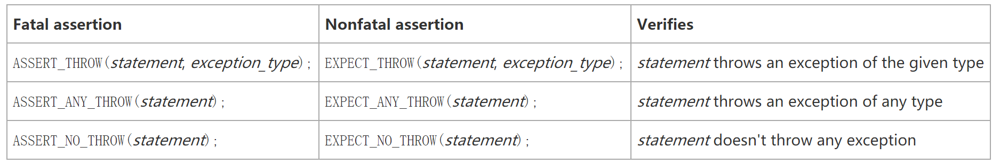 Fatal assertion Nonfatal assertion Verifies
ASSERT_THROW(statement, exception_type); EXPECT_THROW(statement, exception_type); statement throws an exception of the given type
ASSERT_ANY_THROW(statement); EXPECT_ANY_THROW(statement); statement throws an exception of any type
ASSERT_NO_THROW(statement); EXPECT_NO_THROW(statement); statement doesn't throw any exception